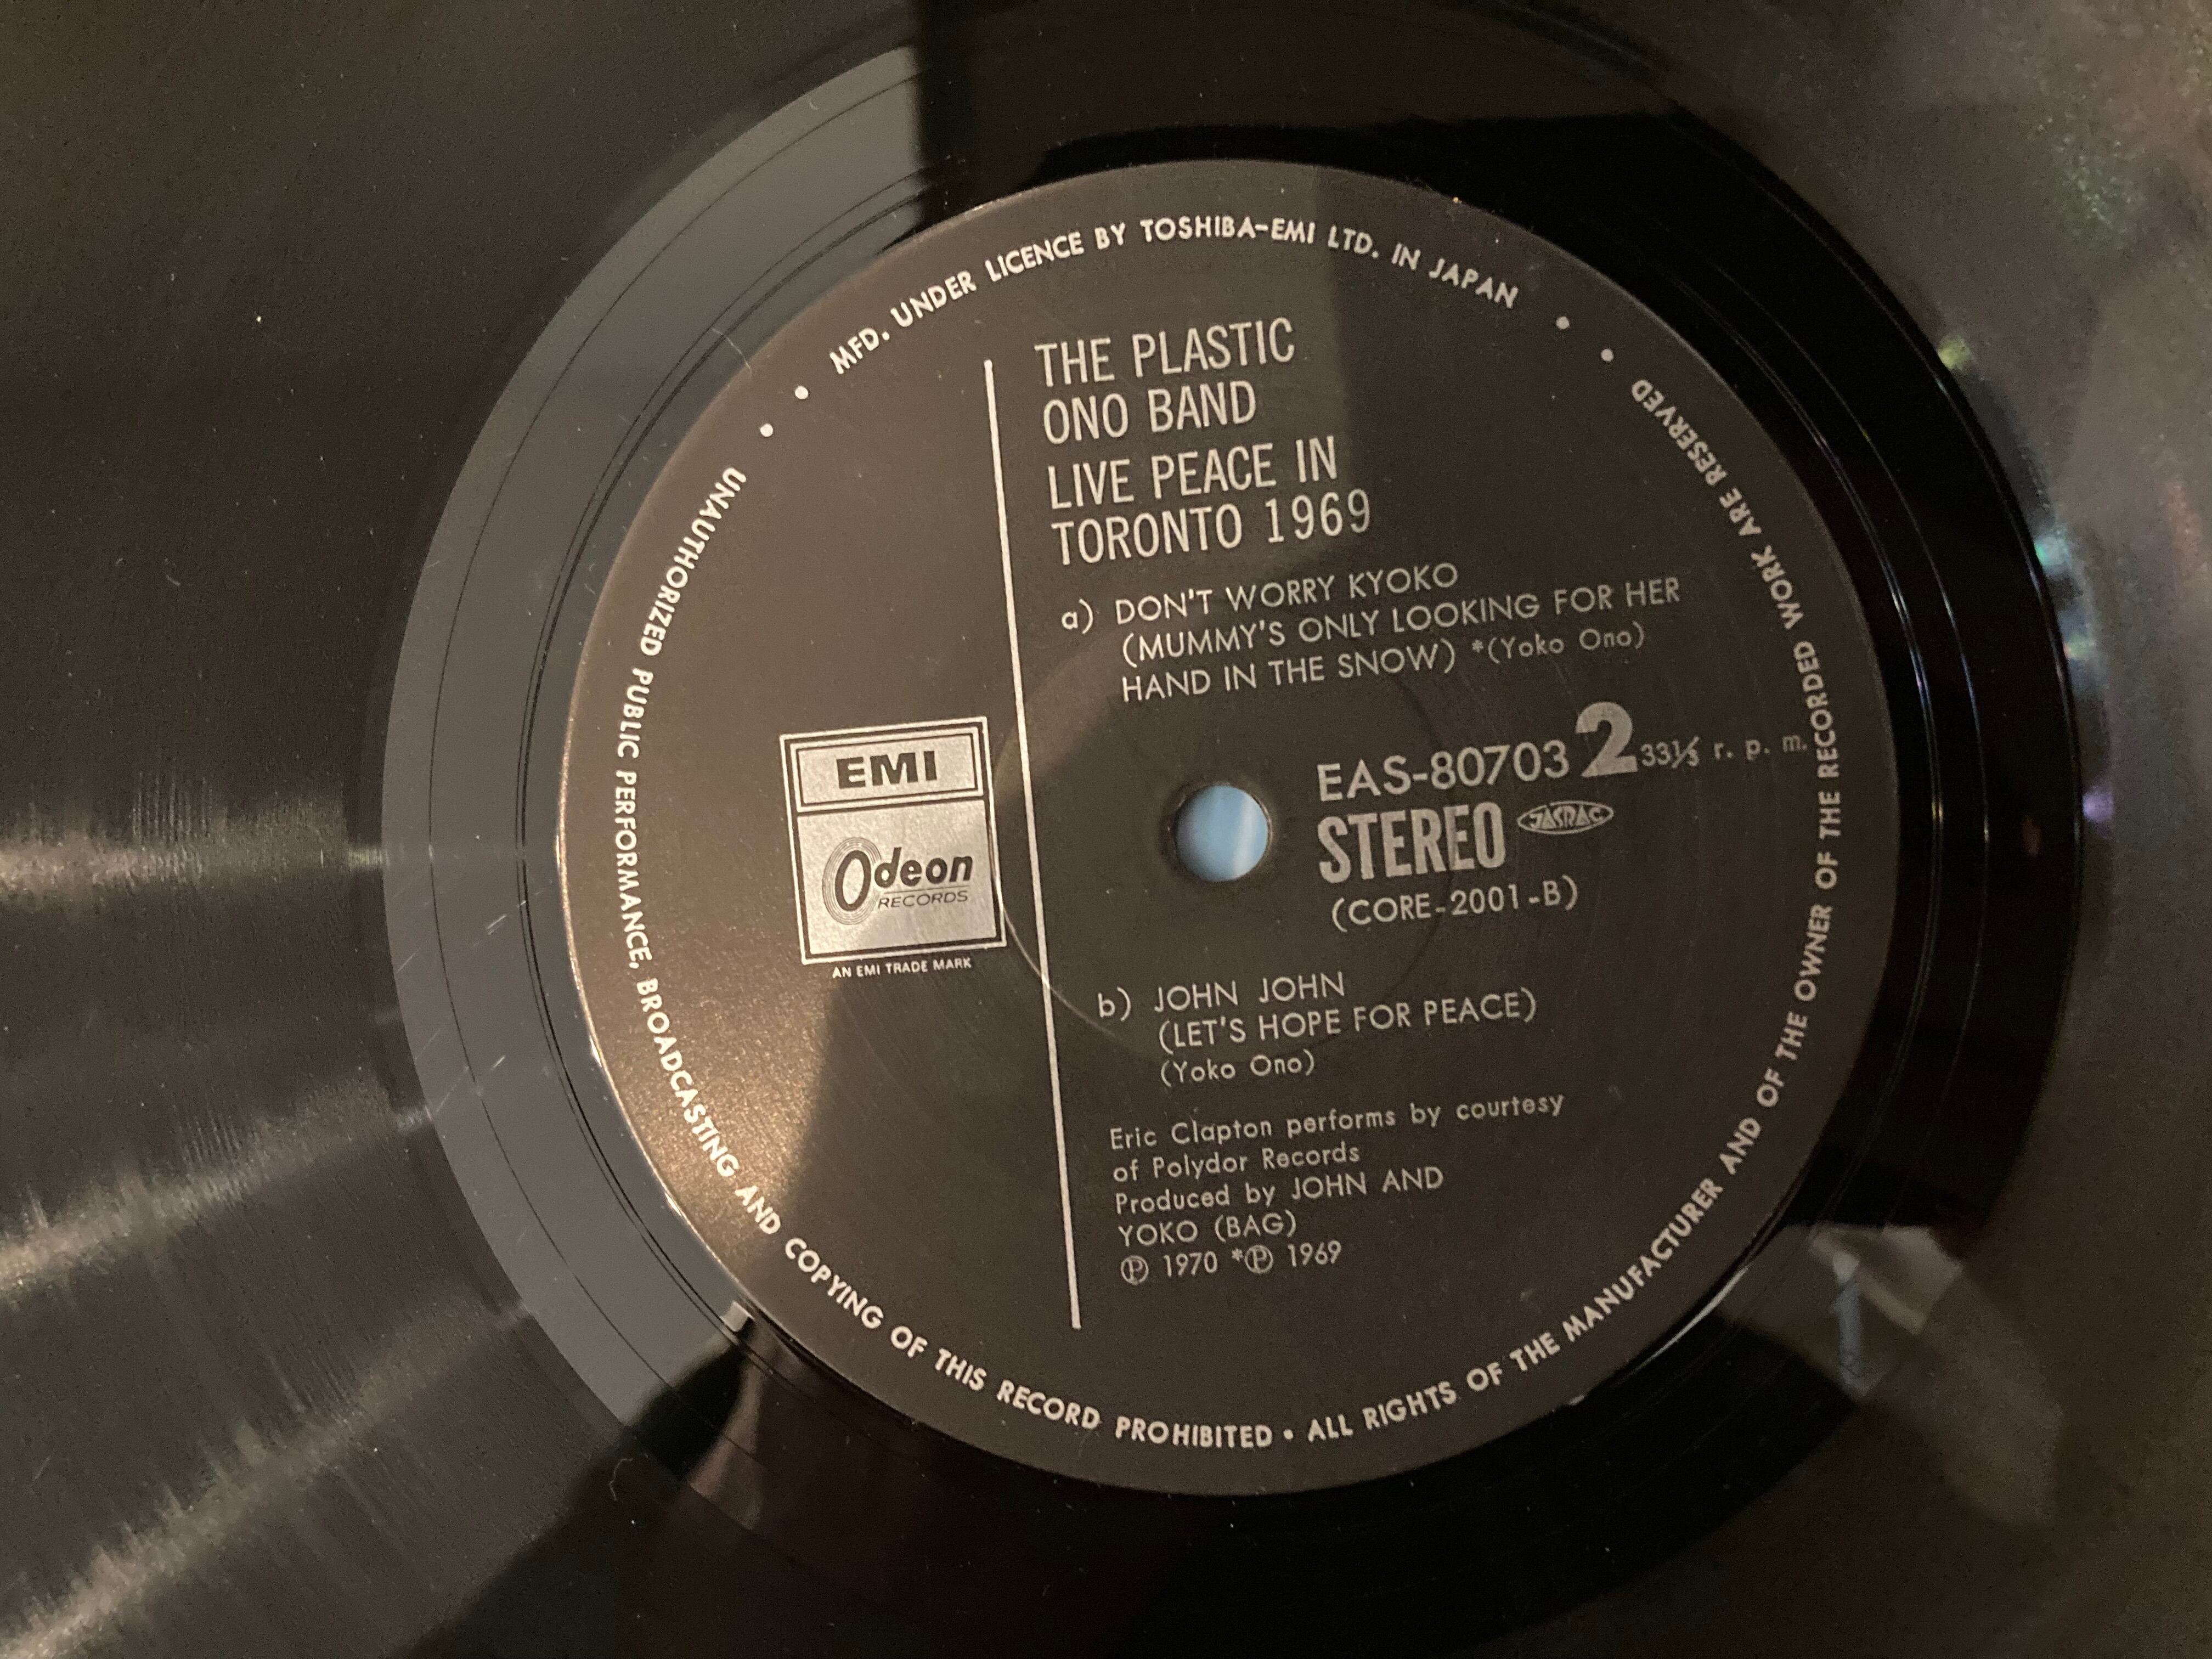 MFD. UNDER LICENCE BY TOSHIBA-EMI LTD. IN JAPAN
THE PLASTIC
ONO BAND
LIVE PEACE IN
TORONTO 1969
a) DON'T WORRY KYOKO
(MUMMY'S ONLY LOOKING FOR HER
HAND IN THE SNOW) *(Yoko Ono)
EMI
Odeon
RECORDS
AN EMI TRADE MARK
EAS-80703 2 33⅓ r. p. m.
STEREO JASRAC
(CORE-2001-B)
b) JOHN JOHN
(LET'S HOPE FOR PEACE)
(Yoko Ono)
Eric Clapton performs by courtesy
of Polydor Records
Produced by JOHN AND
YOKO (BAG)
Ⓟ 1970 *Ⓟ 1969
UNAUTHORIZED PUBLIC PERFORMANCE, BROADCASTING AND COPYING OF THIS RECORD PROHIBITED • ALL RIGHTS OF THE MANUFACTURER AND OF THE OWNER OF THE RECORDED WORK ARE RESERVED